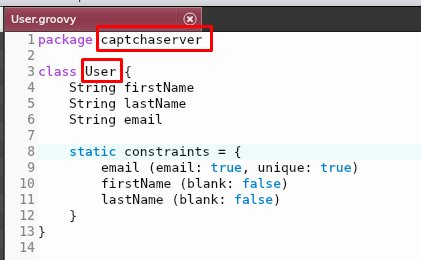 User.groovy
1 package captchaserver
2
3 class User {
4     String firstName
5     String lastName
6     String email
7
8     static constraints = {
9         email (email: true, unique: true)
10         firstName (blank: false)
11         lastName (blank: false)
12     }
13 }
14